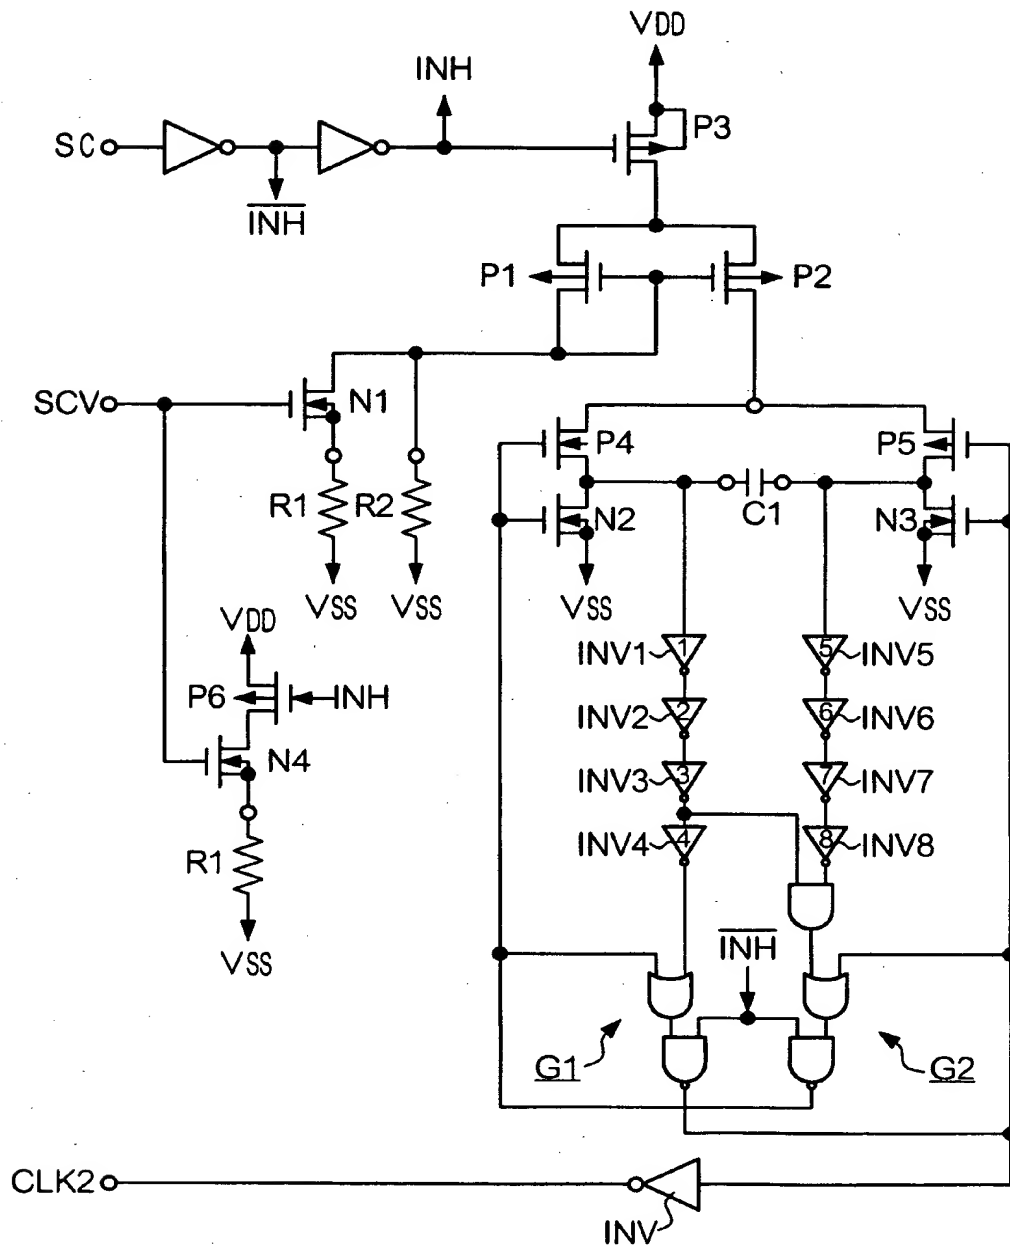 VDD
INH
P3
SC
INH
P1
P2
SCV
N1
P4
P5
R1
R2
N2
C1
N3
VSS
VSS
VSS
VSS
VDD
INV1
1
5
INV5
P6
INH
INV2
2
6
INV6
N4
INV3
3
7
INV7
INV4
4
8
INV8
R1
INH
VSS
G1
G2
CLK2
INV